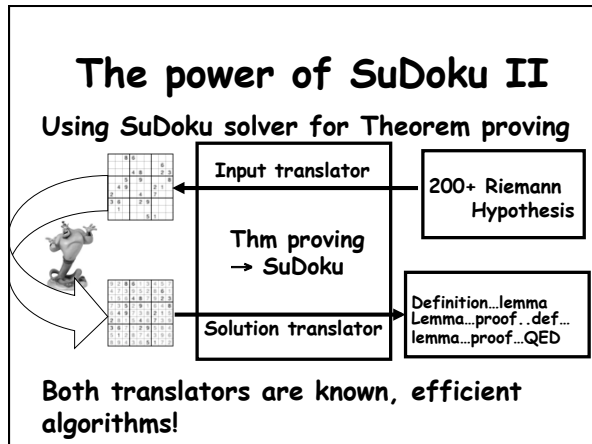 The power of SuDoku II
Using SuDoku solver for Theorem proving
Input translator
200+ Riemann
Hypothesis
Thm proving
→ SuDoku
Solution translator
Definition...lemma
Lemma...proof..def...
lemma...proof...QED
Both translators are known, efficient
algorithms!